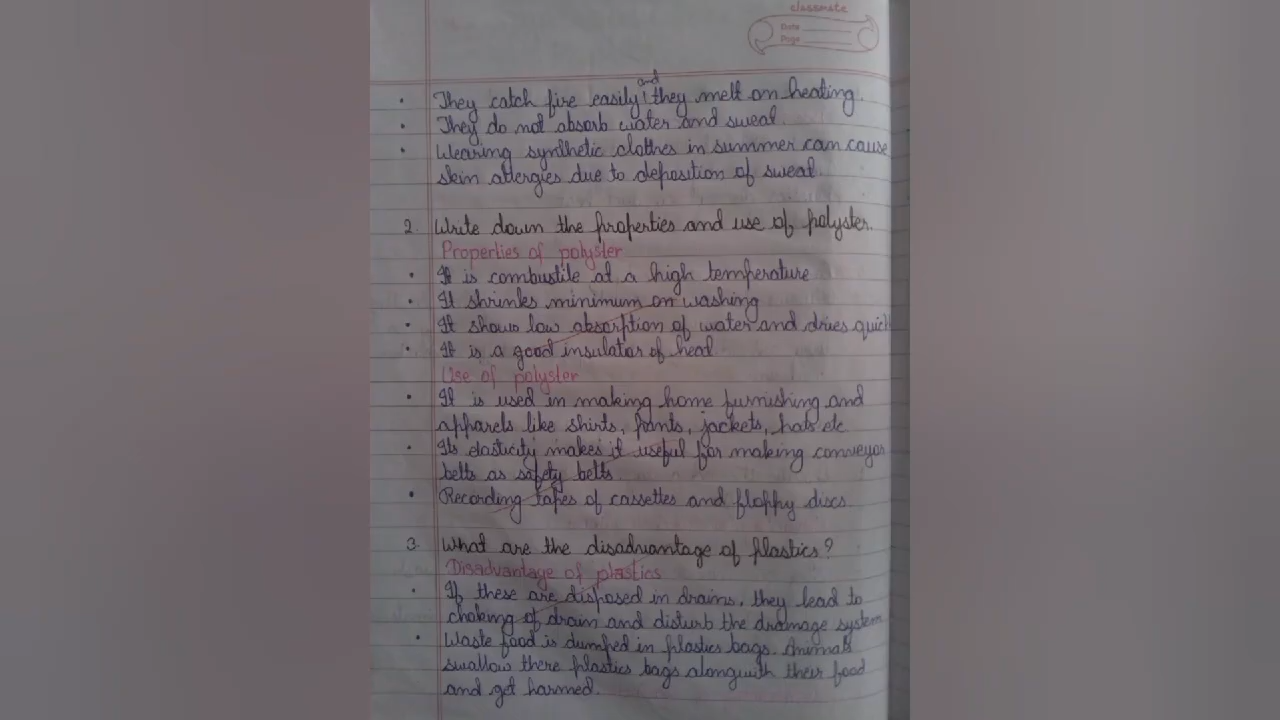 classmate
Date
Page
and
They catch fire easily they melt on heating.
They do not absorb water and sweat
Wearing synthetic clothes in summer can cause
skin allergies due to deposition of sweat.
2. Write down the properties and use of polyster.
Properties of polyster
It is combustile at a high temperature
It shrinks minimum on washing
It shows low absorption of water and dries quick
It is a good insulator of heat
Use of polyster
It is used in making home furnishing and
apparels like shirts, pants, jackets, hats etc
Its elasticity makes it useful for making conveyor
belts as safety belts.
Recording tapes of cassettes and floppy discs.
3. What are the disadvantage of plastics?
Disadvantage of plastics
If these are disposed in drains, they lead to
choking of drain and disturb the drainage system
Waste food is dumped in plastics bags. Animals
swallow there plastics bags alongwith their food
and get harmed.